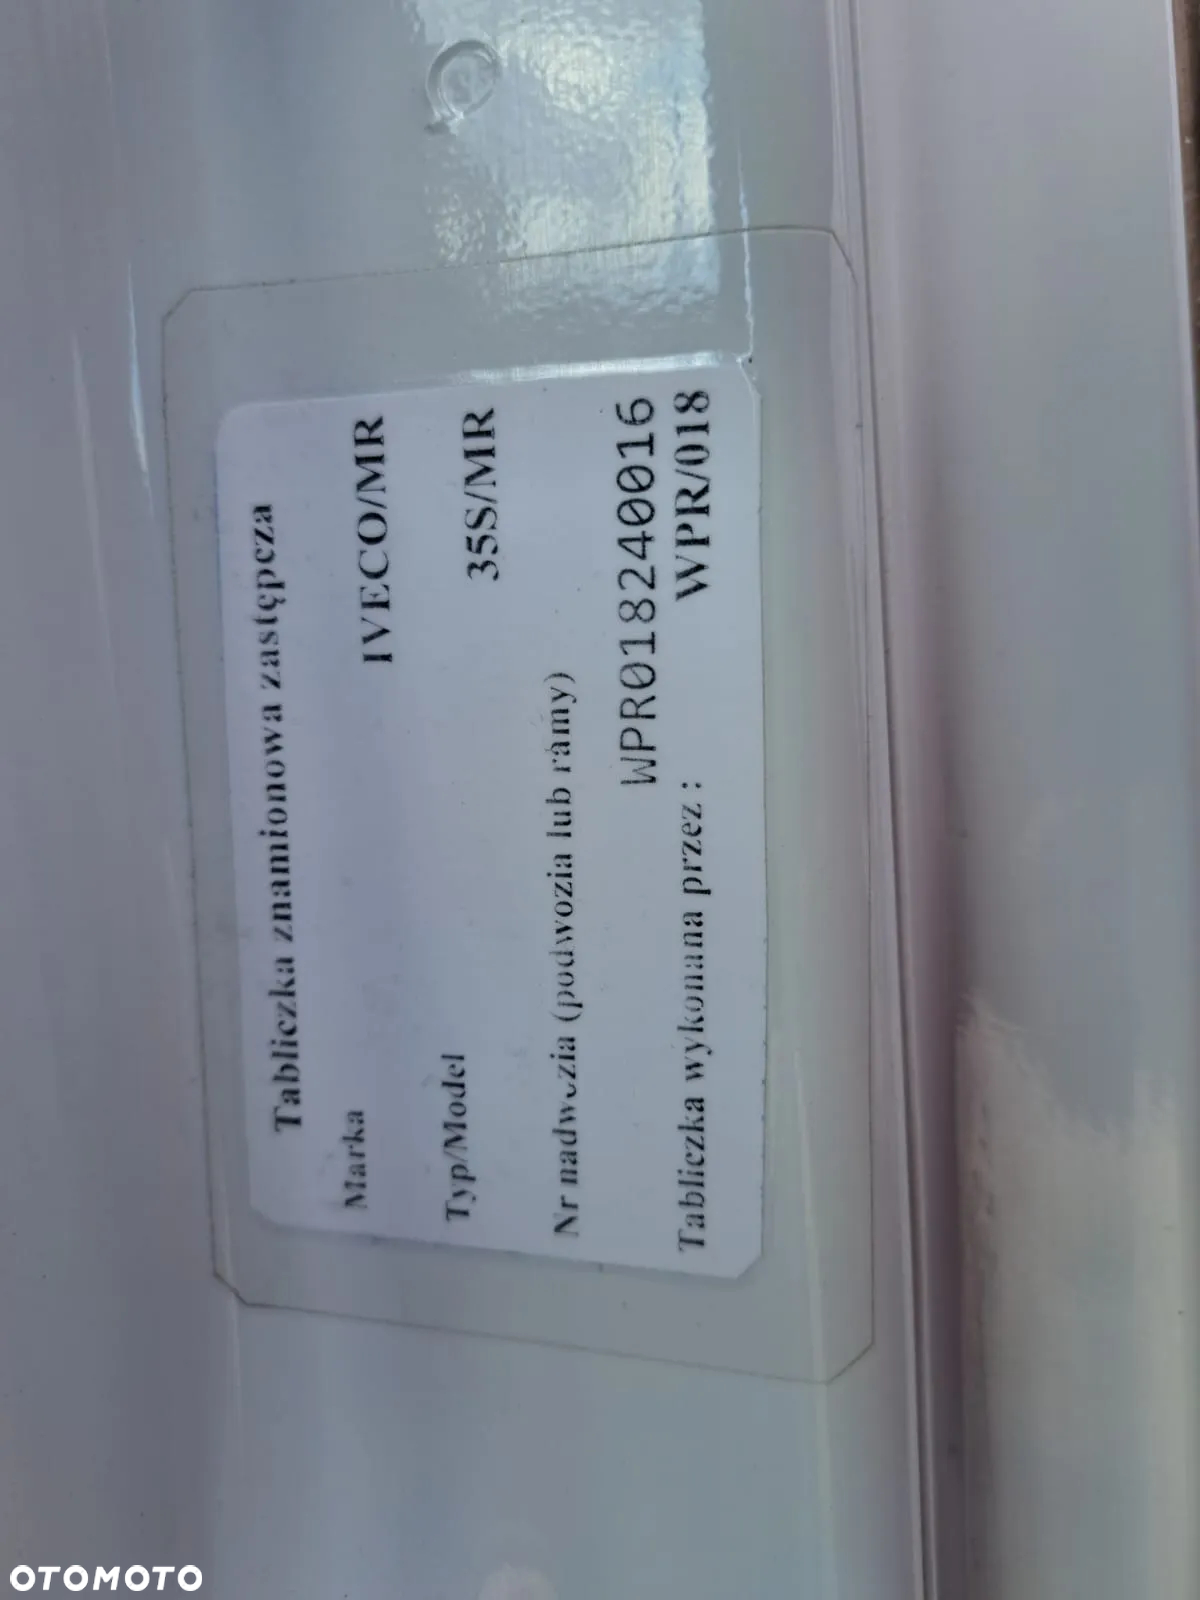 Tabliczka znamionowa zastępcza
Marka IVECO/MR
Typ/Model 35S/MR
Nr nadwozia (podwozia lub ramy)
WPR018240016
Tabliczka wykonana przez : WPR/018
OTOMOTO